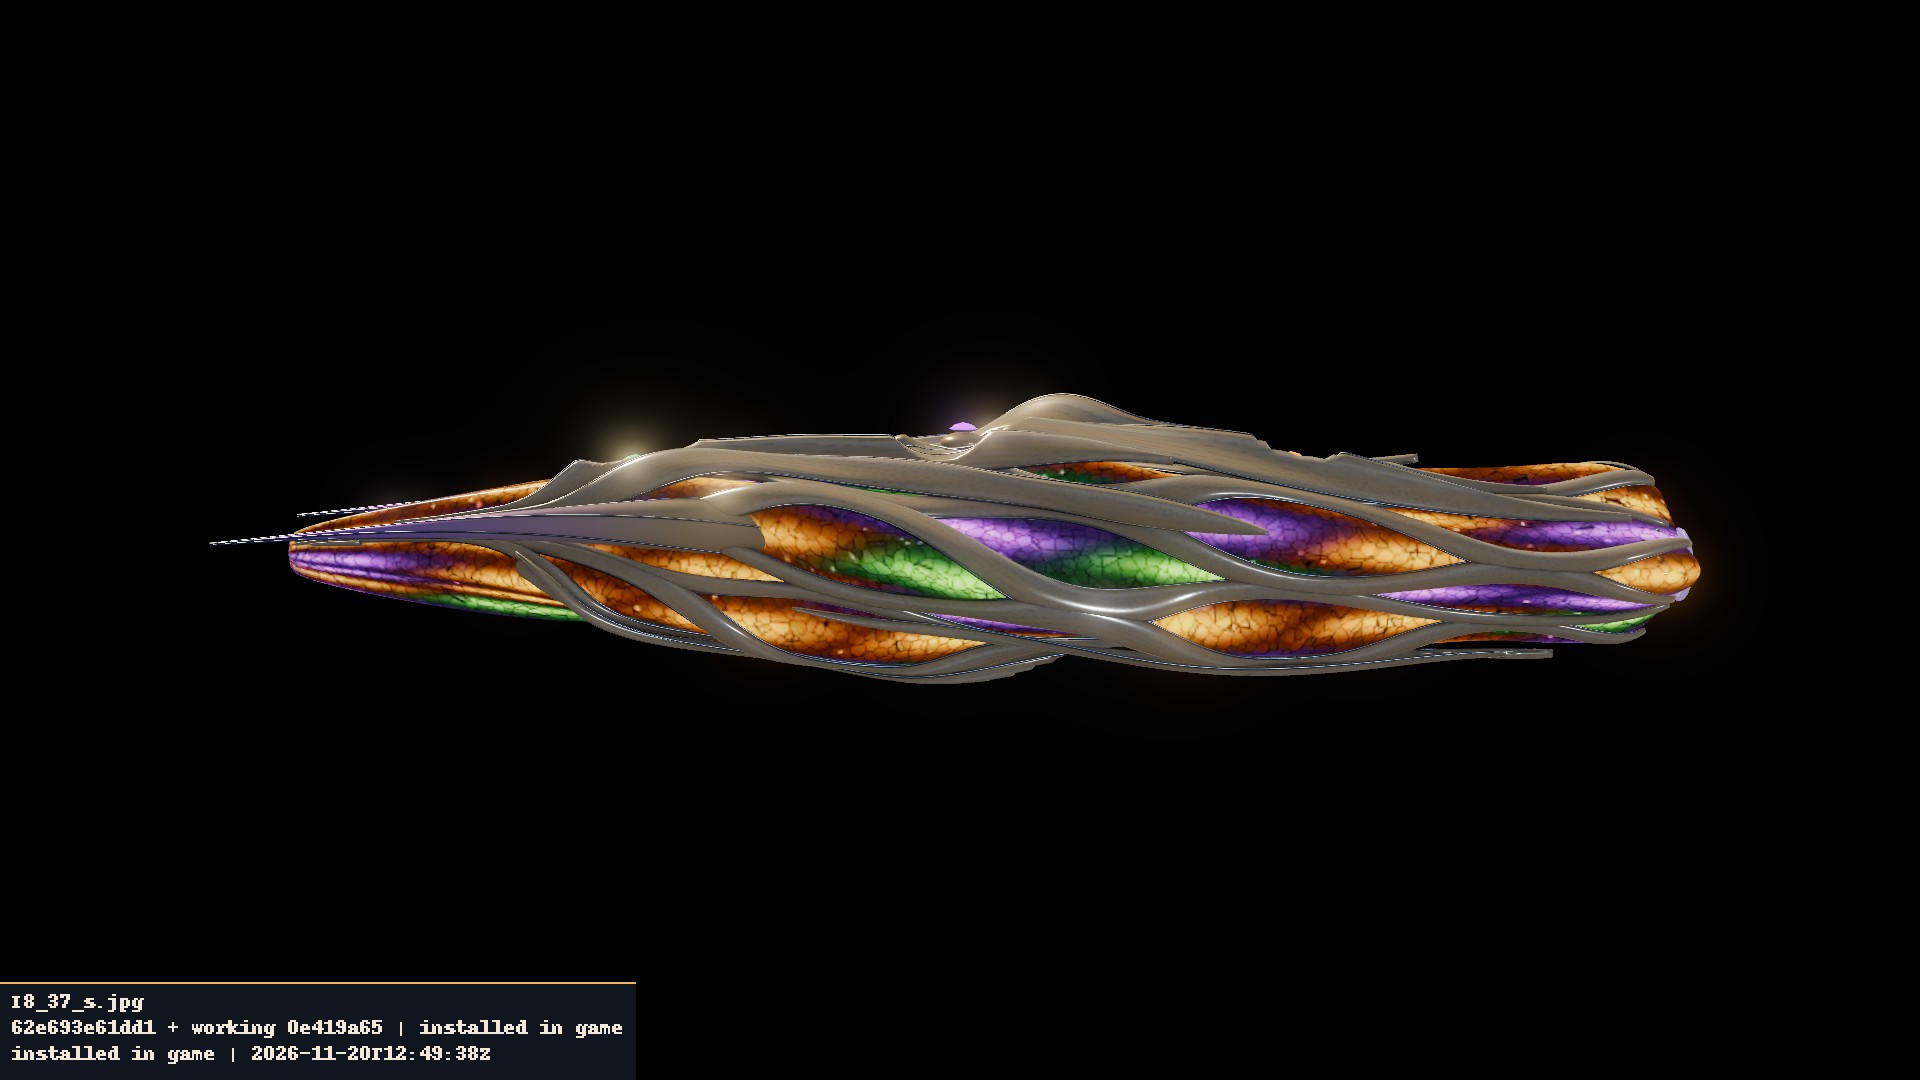 I8_37_s.jpg
62e693e61dd1 + working 0e419a65 | installed in game
installed in game | 2026-11-20T12:49:38Z